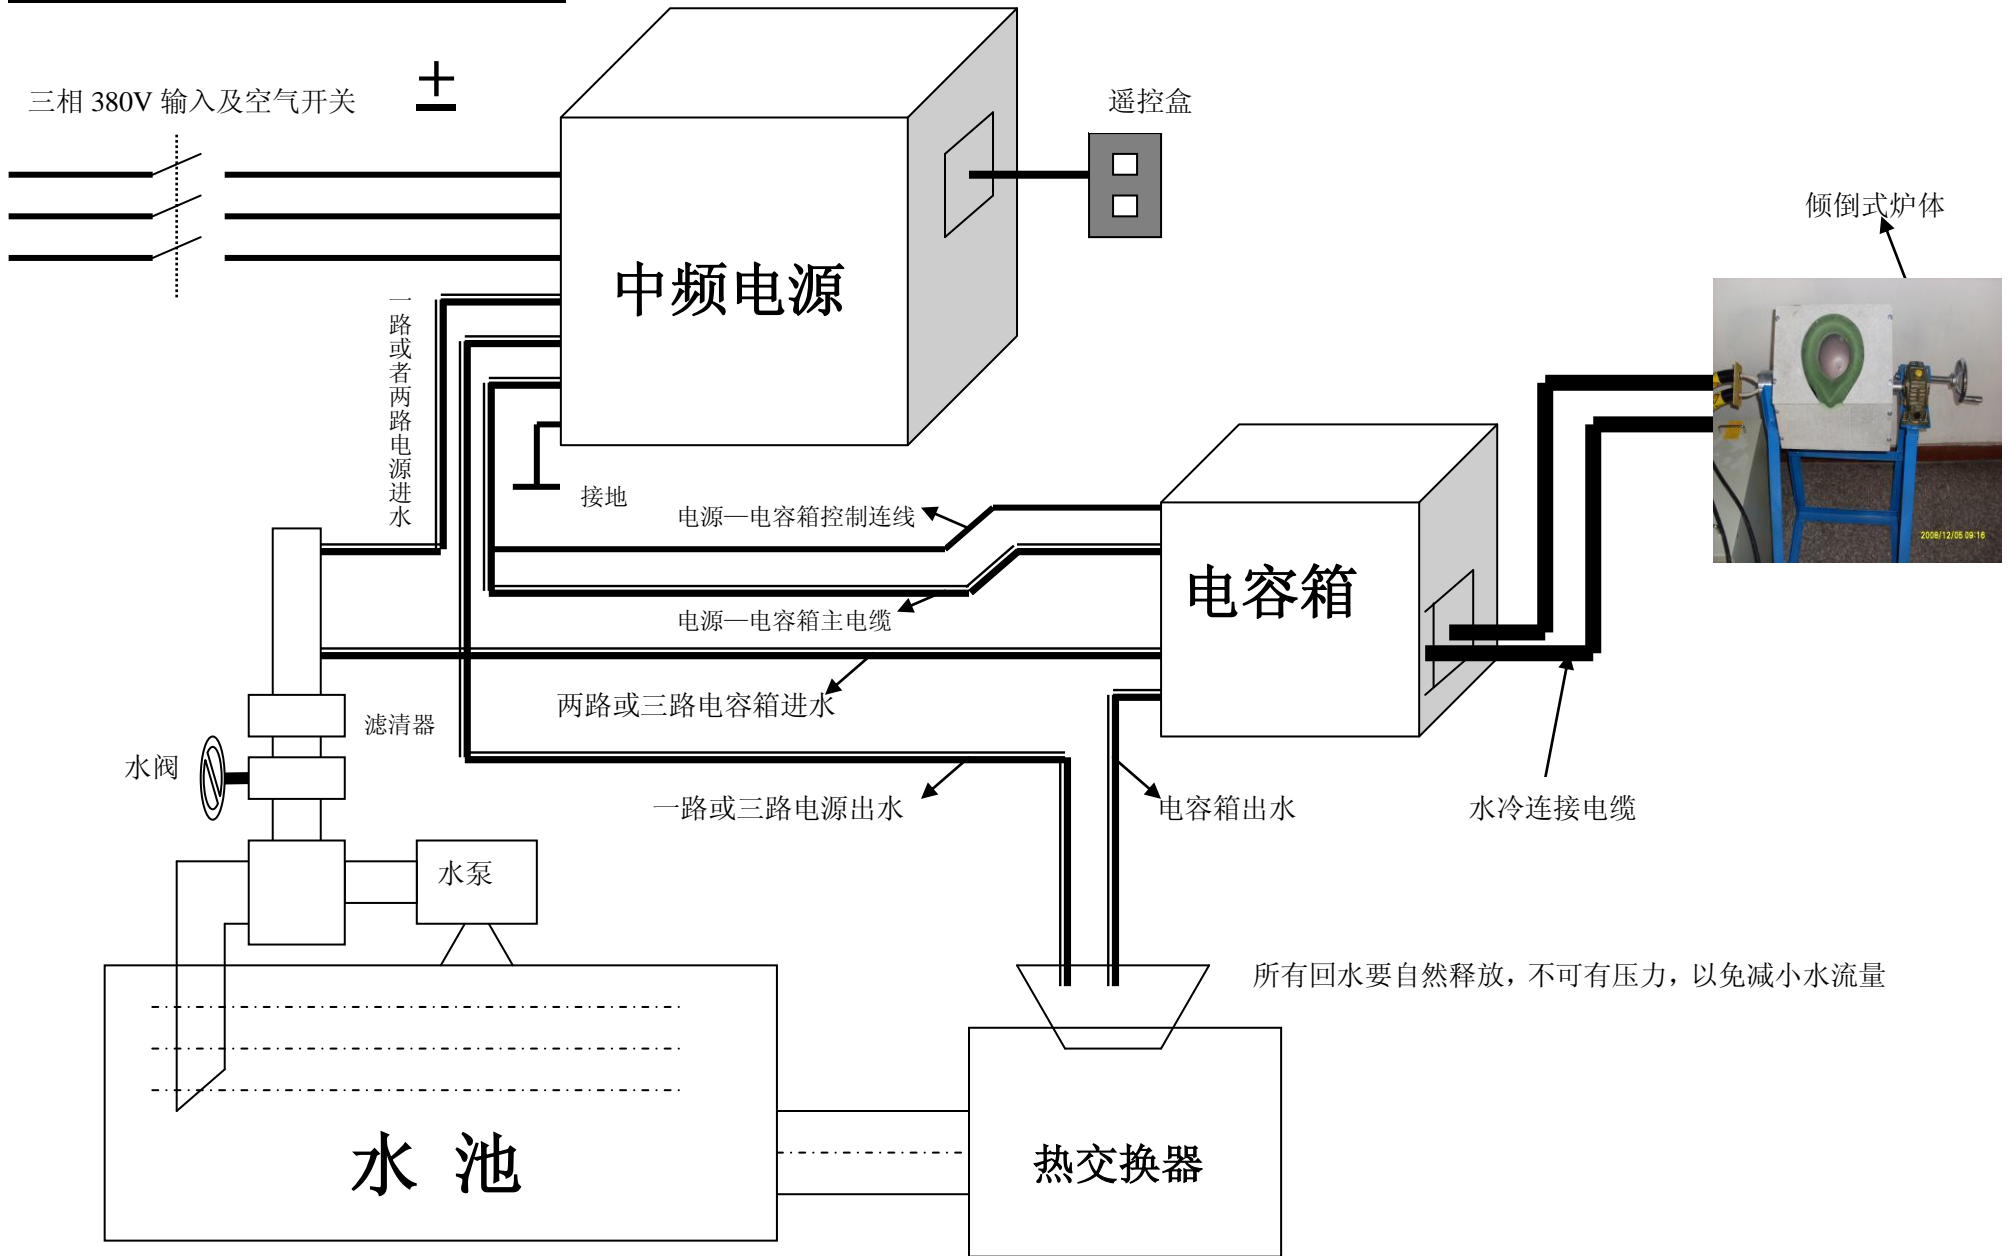 三相 380V 输入及空气开关
遥控盒
倾倒式炉体
中频电源
一路或者两路电源进水
接地
电源—电容箱控制连线
电容箱
电源—电容箱主电缆
两路或三路电容箱进水
滤清器
水阀
一路或三路电源出水
电容箱出水
水冷连接电缆
水泵
所有回水要自然释放，不可有压力，以免减小水流量
水 池
热交换器
2008/12/05 09:16